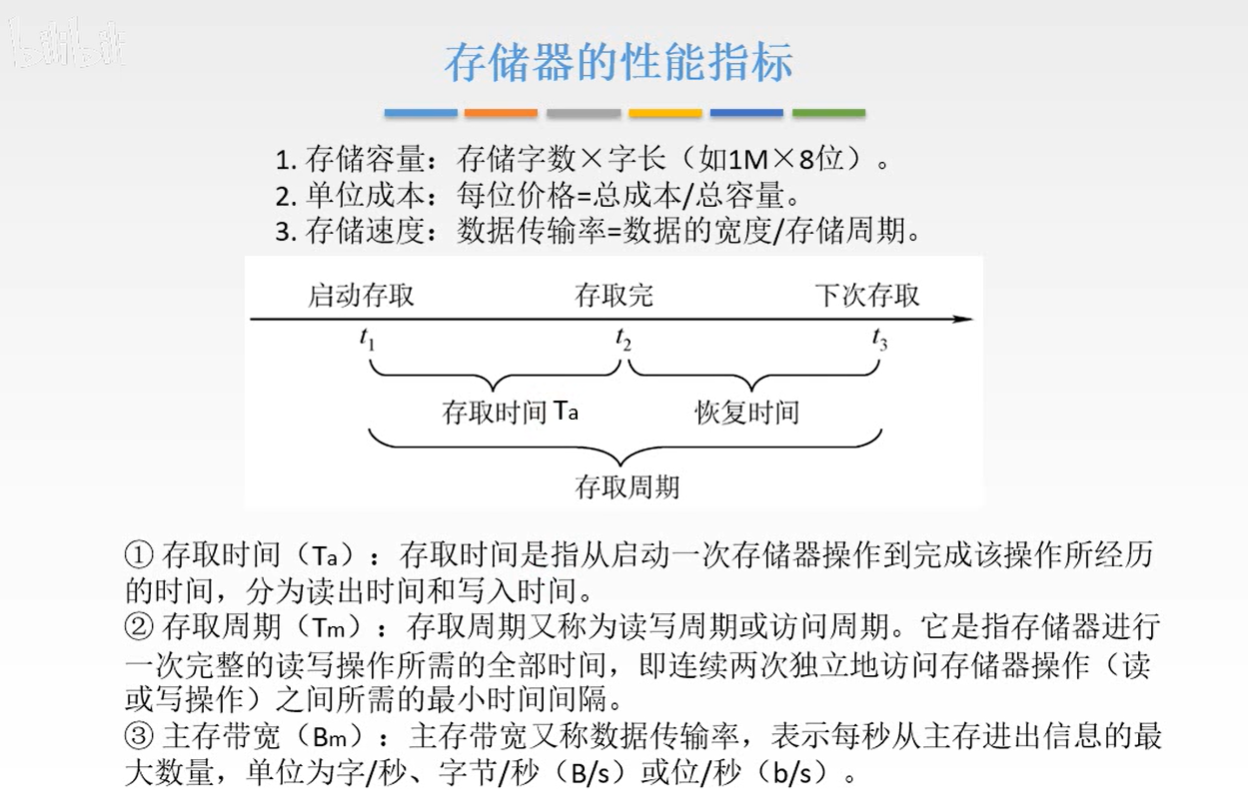 bilibili
存储器的性能指标
1. 存储容量：存储字数×字长（如1M×8位）。
2. 单位成本：每位价格=总成本/总容量。
3. 存储速度：数据传输率=数据的宽度/存储周期。
启动存取 存取完 下次存取
t1 t2 t3
存取时间 Ta 恢复时间
存取周期
① 存取时间（Ta）：存取时间是指从启动一次存储器操作到完成该操作所经历
的时间，分为读出时间和写入时间。
② 存取周期（Tm）：存取周期又称为读写周期或访问周期。它是指存储器进行
一次完整的读写操作所需的全部时间，即连续两次独立地访问存储器操作（读
或写操作）之间所需的最小时间间隔。
③ 主存带宽（Bm）：主存带宽又称数据传输率，表示每秒从主存进出信息的最
大数量，单位为字/秒、字节/秒（B/s）或位/秒（b/s）。